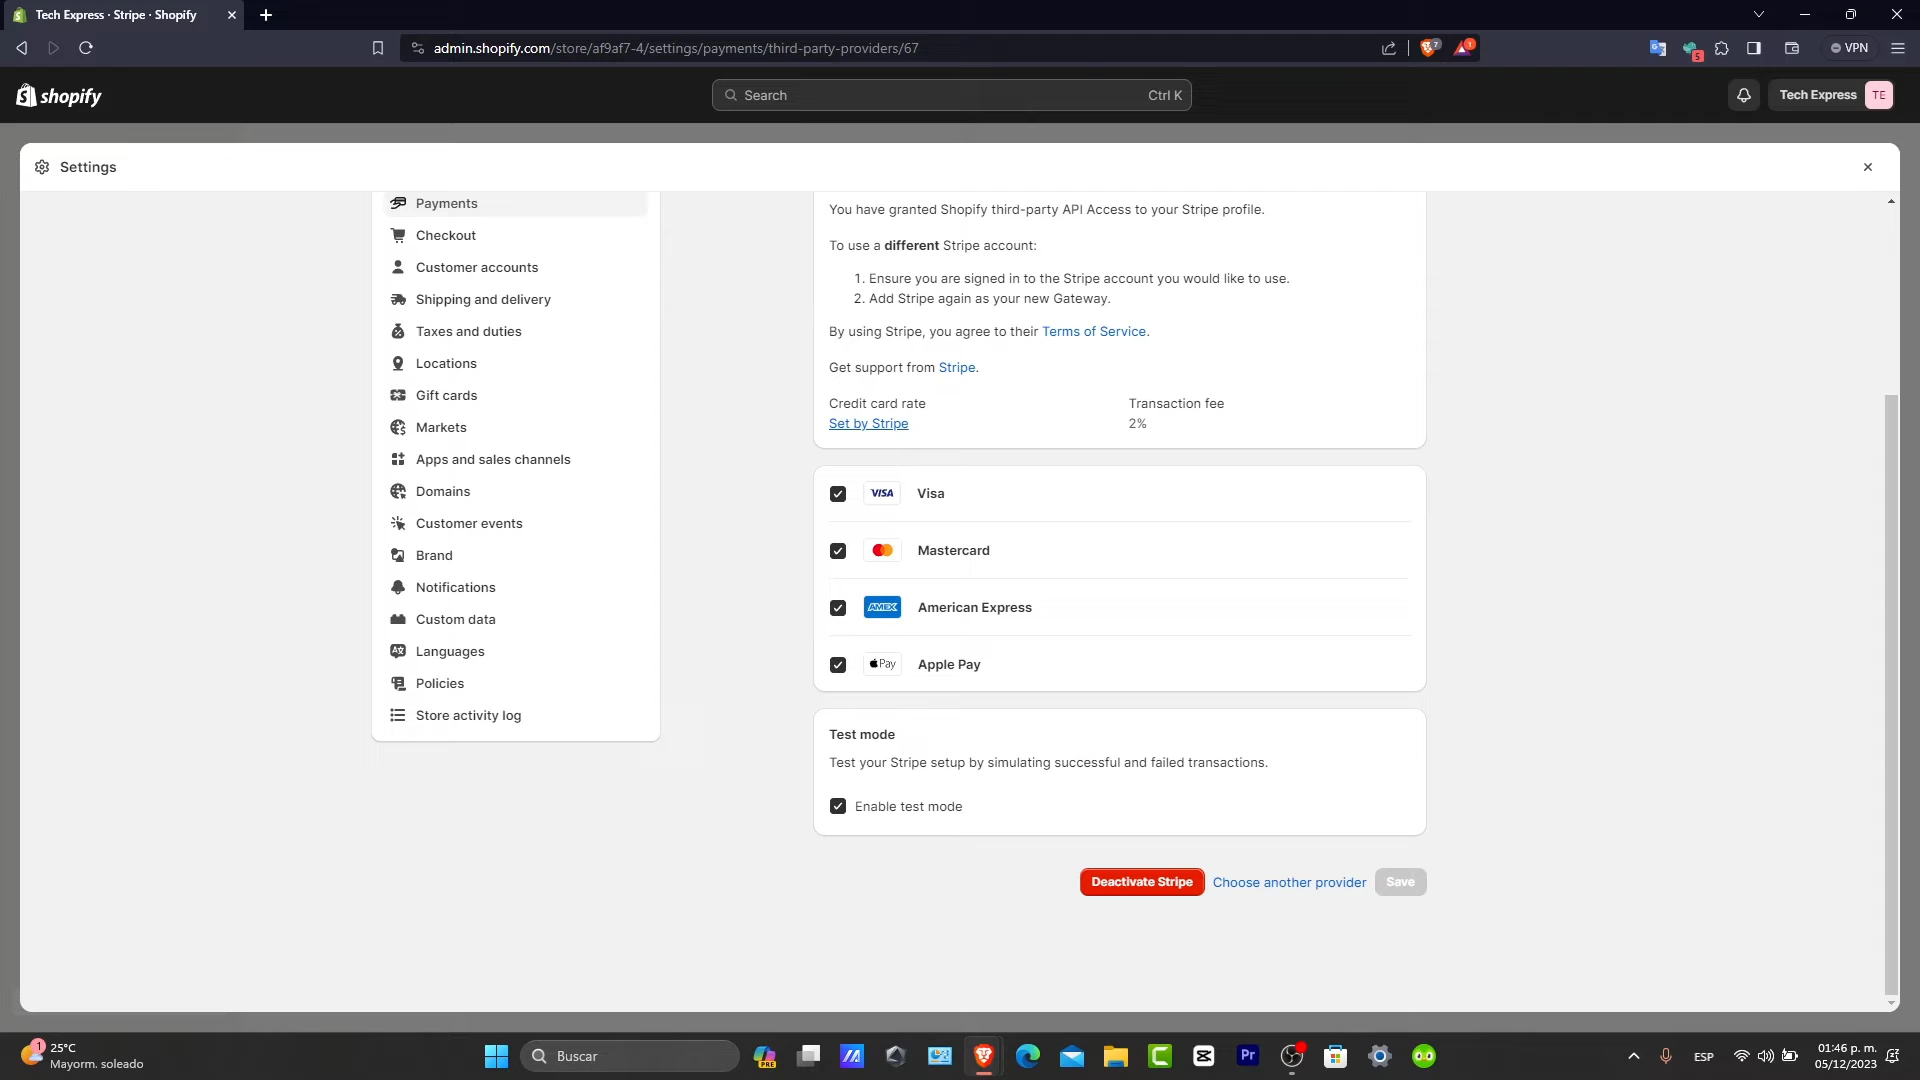 Tech Express · Stripe · Shopify
admin.shopify.com/store/af9af7-4/settings/payments/third-party-providers/67
7
1
5
VPN
shopify
Search
Ctrl K
Tech Express
TE
Settings
Payments
Checkout
Customer accounts
Shipping and delivery
Taxes and duties
Locations
Gift cards
Markets
Apps and sales channels
Domains
Customer events
Brand
Notifications
Custom data
Languages
Policies
Store activity log
You have granted Shopify third-party API Access to your Stripe profile.
To use a different Stripe account:
1. Ensure you are signed in to the Stripe account you would like to use.
2. Add Stripe again as your new Gateway.
By using Stripe, you agree to their Terms of Service.
Get support from Stripe.
Credit card rate
Set by Stripe
Transaction fee
2%
VISA
Visa
Mastercard
AMEX
American Express
Pay
Apple Pay
Test mode
Test your Stripe setup by simulating successful and failed transactions.
Enable test mode
Deactivate Stripe
Choose another provider
Save
1
25°C
Mayorm. soleado
Buscar
PRE
Pr
ESP
01:46 p. m.
05/12/2023